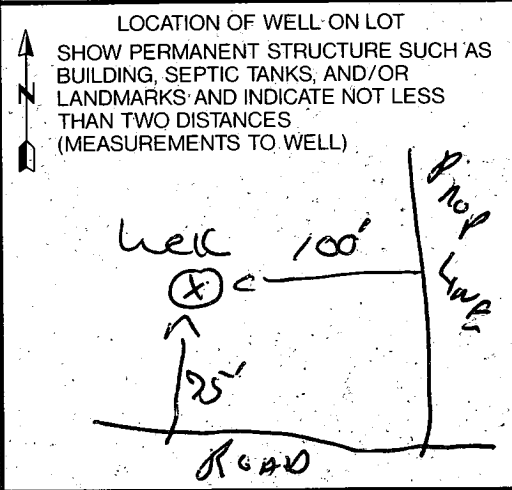 LOCATION OF WELL ON LOT
SHOW PERMANENT STRUCTURE SUCH AS
BUILDING, SEPTIC TANKS, AND/OR
LANDMARKS AND INDICATE NOT LESS
THAN TWO DISTANCES
(MEASUREMENTS TO WELL)
N
PROP
LINE
Well 100'
X
25'
ROAD